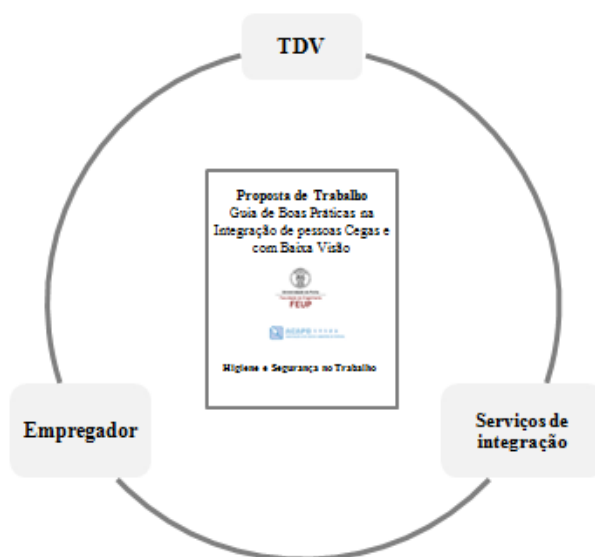 TDV
Proposta de Trabalho
Guia de Boas Práticas na
Integração de pessoas Cegas e
com Baixa Visão
FEUP
ACAPO
Higiene e Segurança no Trabalho
Empregador
Serviços de
integração